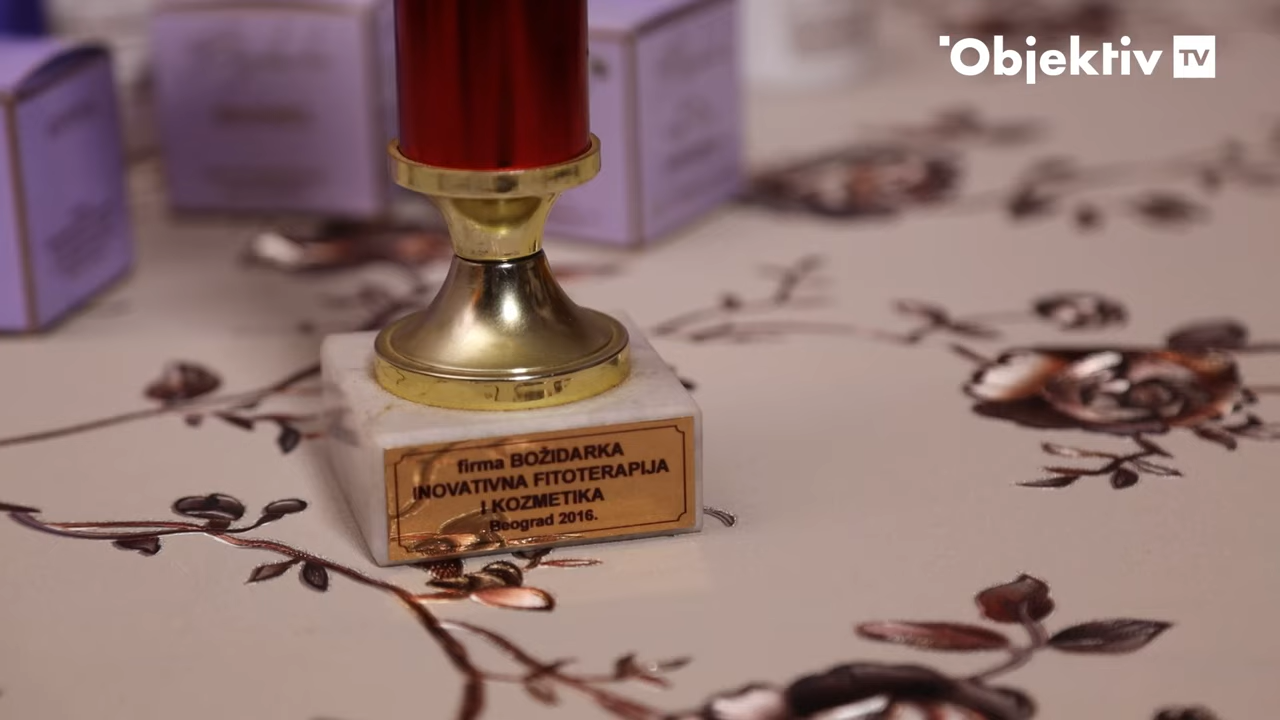 Objektiv TV
firma BOŽIDARKA
INOVATIVNA FITOTERAPIJA
I KOZMETIKA
Beograd 2016.